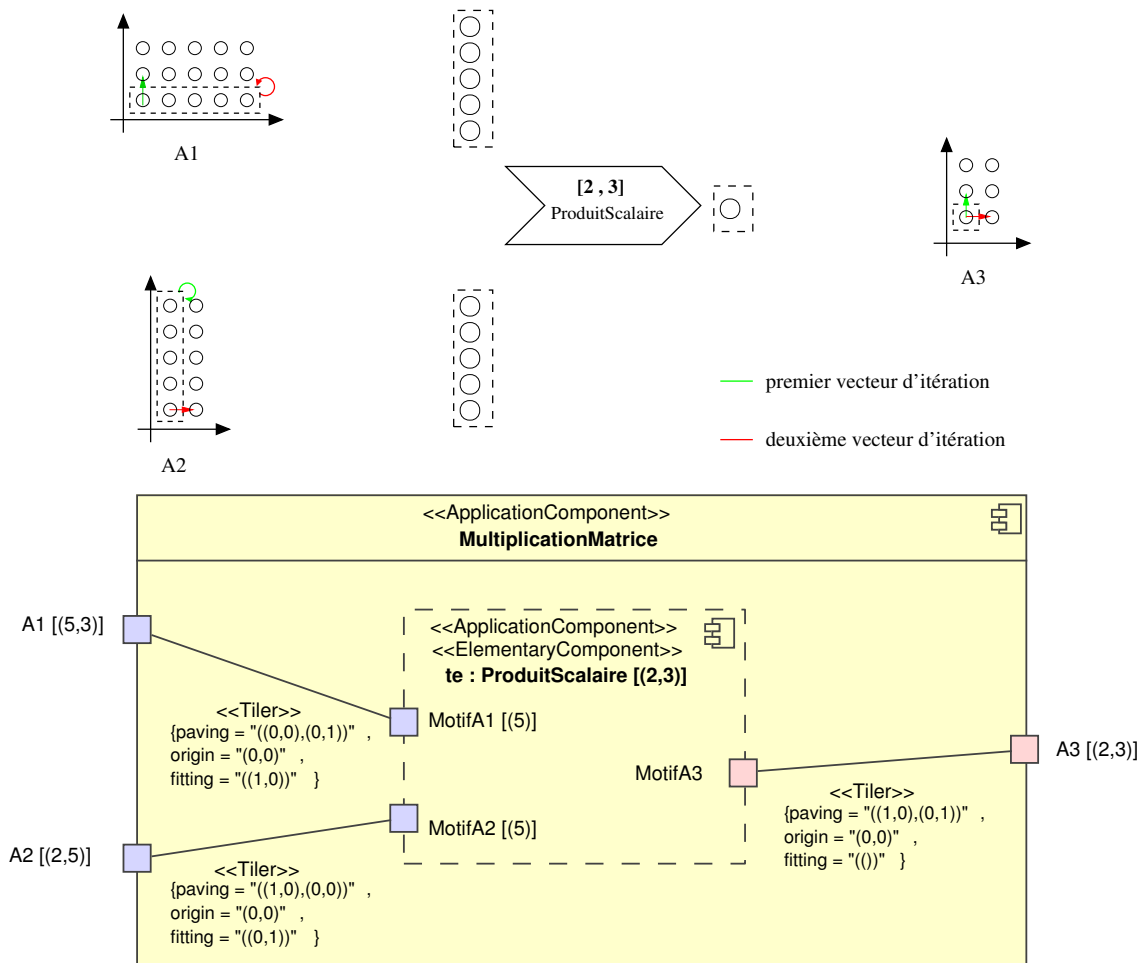 A1
[2 , 3]
ProduitScalaire
A3
A2
premier vecteur d'itération
deuxième vecteur d'itération
<<ApplicationComponent>>
MultiplicationMatrice
A1 [(5,3)]
<<ApplicationComponent>>
<<ElementaryComponent>>
te : ProduitScalaire [(2,3)]
<<Tiler>>
{paving = "((0,0),(0,1))" ,
origin = "(0,0)" ,
fitting = "((1,0))" }
MotifA1 [(5)]
MotifA3
A3 [(2,3)]
<<Tiler>>
{paving = "((1,0),(0,1))" ,
origin = "(0,0)" ,
fitting = "(())" }
MotifA2 [(5)]
A2 [(2,5)]
<<Tiler>>
{paving = "((1,0),(0,0))" ,
origin = "(0,0)" ,
fitting = "((0,1))" }